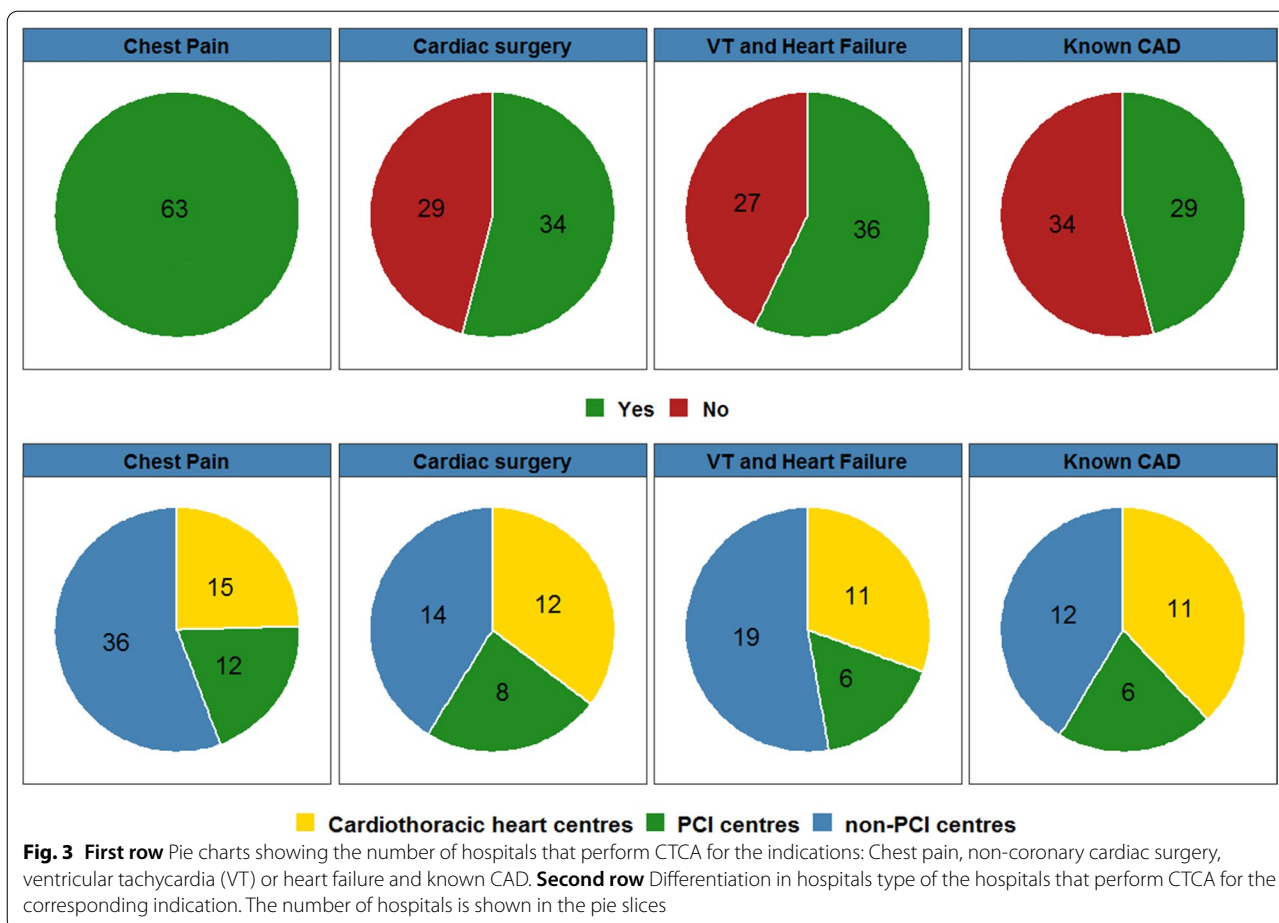 Chest Pain
Cardiac surgery
VT and Heart Failure
Known CAD
63
29
34
27
36
34
29
Yes No
Chest Pain
Cardiac surgery
VT and Heart Failure
Known CAD
15
36
12
12
14
8
11
19
6
11
12
6
Cardiothoracic heart centres PCI centres non-PCI centres
Fig. 3 First row Pie charts showing the number of hospitals that perform CTCA for the indications: Chest pain, non-coronary cardiac surgery,
ventricular tachycardia (VT) or heart failure and known CAD. Second row Differentiation in hospitals type of the hospitals that perform CTCA for the
corresponding indication. The number of hospitals is shown in the pie slices